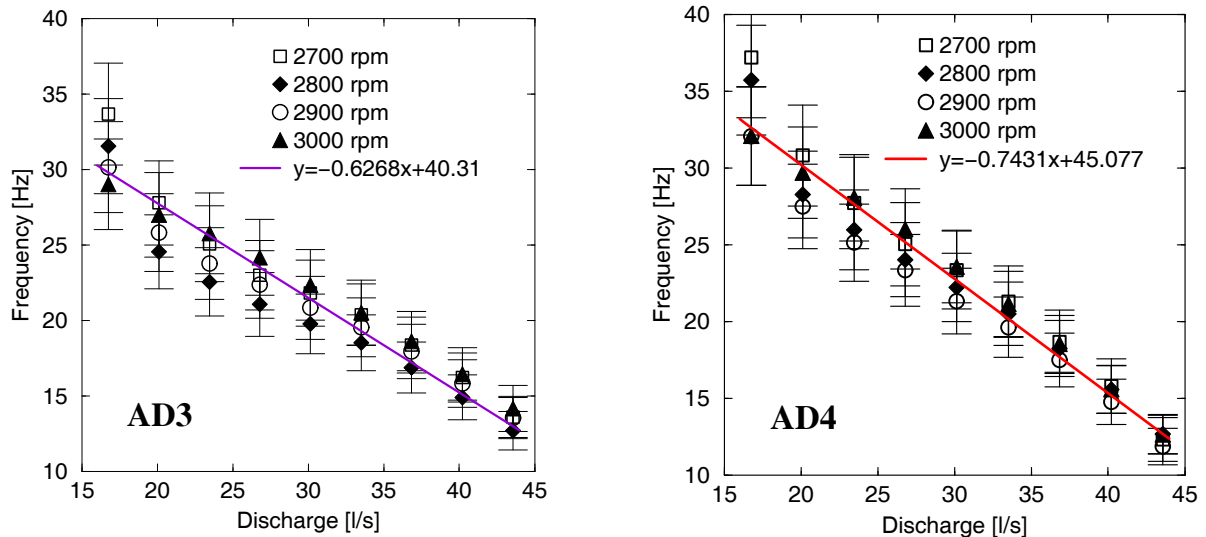 40
35
30
25
20
15
10
Frequency [Hz]
2700 rpm
2800 rpm
2900 rpm
3000 rpm
y=−0.6268x+40.31
AD3
15 20 25 30 35 40 45
Discharge [l/s]
40
35
30
25
20
15
10
Frequency [Hz]
2700 rpm
2800 rpm
2900 rpm
3000 rpm
y=−0.7431x+45.077
AD4
15 20 25 30 35 40 45
Discharge [l/s]